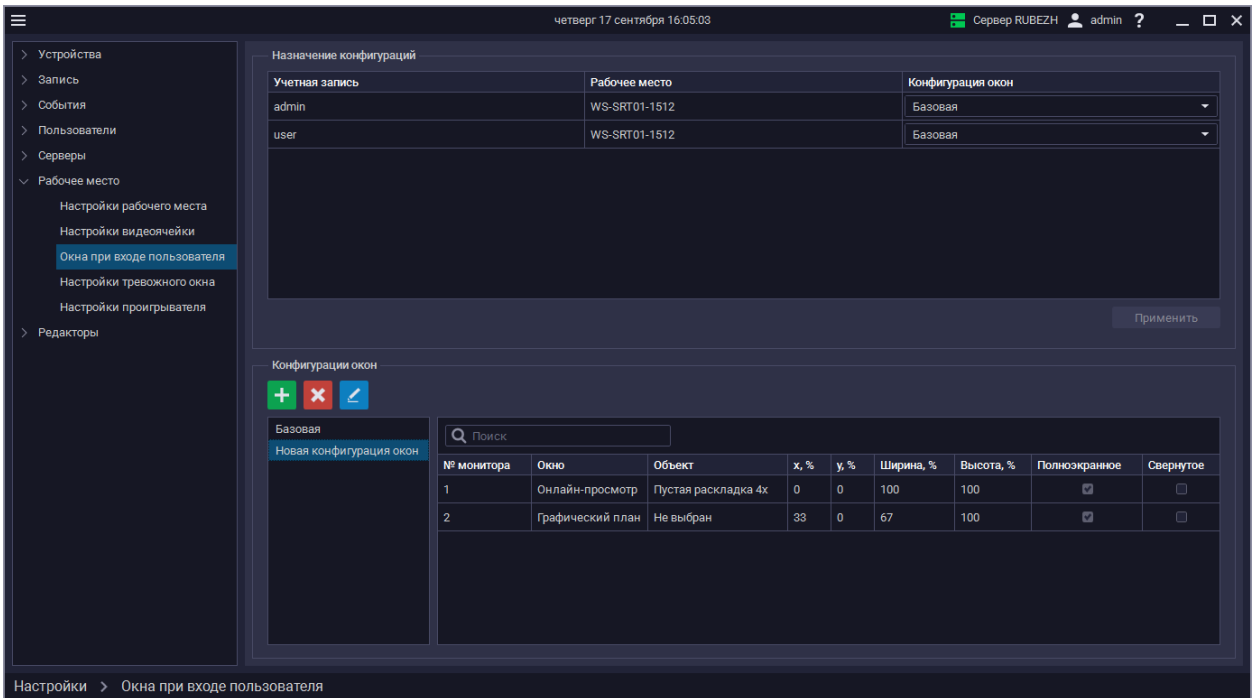 четверг 17 сентября 16:05:03 Сервер RUBEZH admin ?
Устройства
Запись
События
Пользователи
Серверы
Рабочее место
Настройки рабочего места
Настройки видеоячейки
Окна при входе пользователя
Настройки тревожного окна
Настройки проигрывателя
Редакторы
Назначение конфигураций
Учетная запись Рабочее место Конфигурация окон
admin WS-SRT01-1512 Базовая
user WS-SRT01-1512 Базовая
Применить
Конфигурации окон
Базовая
Новая конфигурация окон
Поиск
№ монитора Окно Объект x, % y, % Ширина, % Высота, % Полноэкранное Свернутое
1 Онлайн-просмотр Пустая раскладка 4x 0 0 100 100
2 Графический план Не выбран 33 0 67 100
Настройки > Окна при входе пользователя